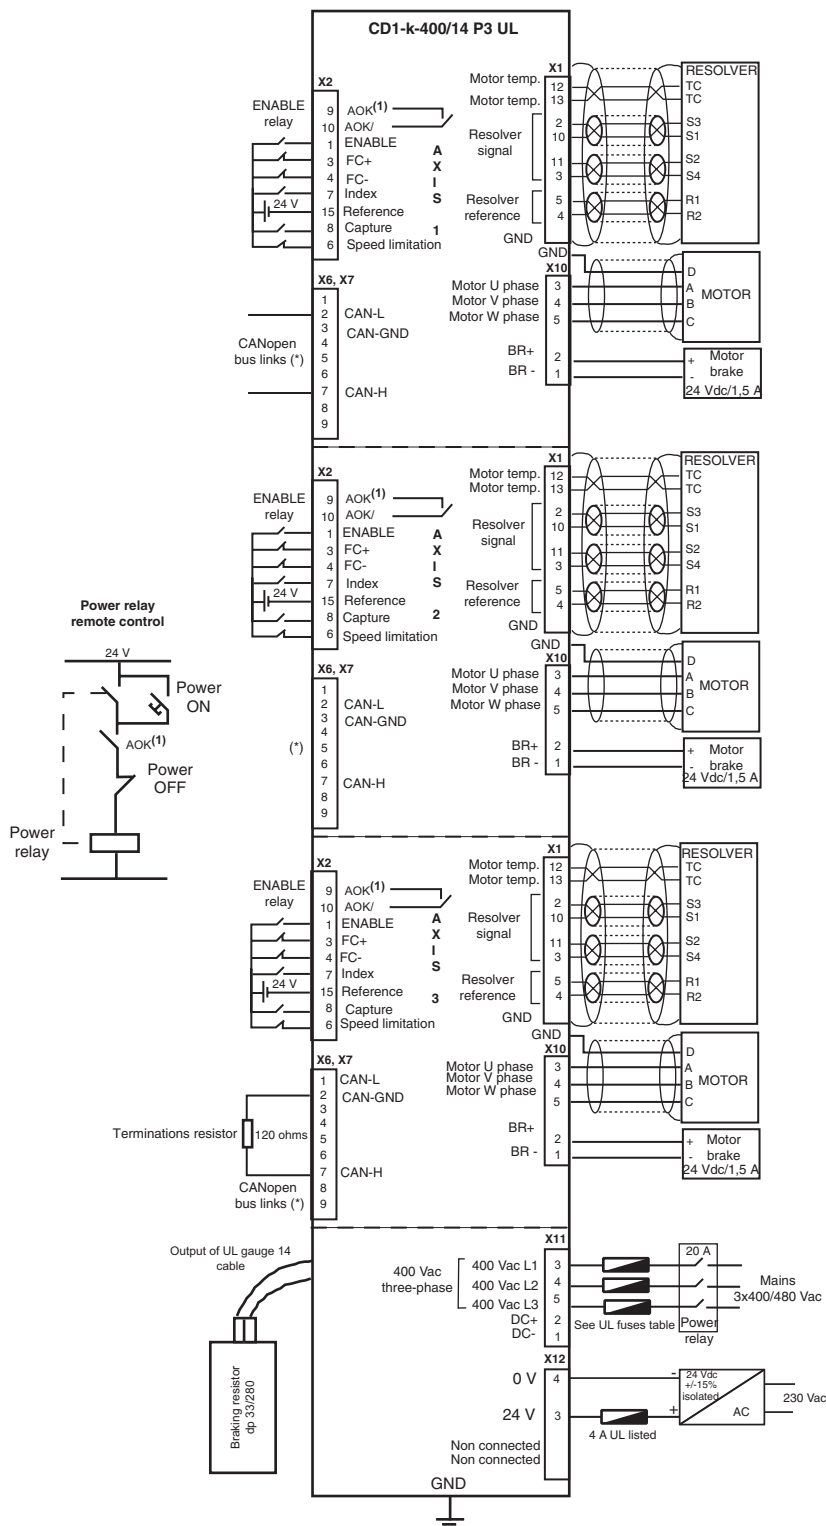 CD1-k-400/14 P3 UL
X2
ENABLE
relay
9 AOK(1)
10 AOK/
1 ENABLE
3 FC+
4 FC-
7 Index
24 V
15 Reference
8 Capture
6 Speed limitation
A
X
I
S
1
X1
Motor temp. 12
Motor temp. 13
Resolver
signal
2
10
11
3
Resolver
reference
5
4
GND
RESOLVER
TC
TC
S3
S1
S2
S4
R1
R2
GND
X10
Motor U phase 3
Motor V phase 4
Motor W phase 5
BR+ 2
BR - 1
D
A
B
C
MOTOR
+ Motor
- brake
24 Vdc/1,5 A
X6, X7
1
2 CAN-L
3 CAN-GND
4
5
6
7 CAN-H
8
9
CANopen
bus links (*)
X2
ENABLE
relay
9 AOK(1)
10 AOK/
1 ENABLE
3 FC+
4 FC-
7 Index
24 V
15 Reference
8 Capture
6 Speed limitation
A
X
I
S
2
X1
Motor temp. 12
Motor temp. 13
Resolver
signal
2
10
11
3
Resolver
reference
5
4
GND
RESOLVER
TC
TC
S3
S1
S2
S4
R1
R2
GND
X10
Motor U phase 3
Motor V phase 4
Motor W phase 5
BR+ 2
BR - 1
D
A
B
C
MOTOR
+ Motor
- brake
24 Vdc/1,5 A
X6, X7
1
2 CAN-L
3 CAN-GND
4
5
6
7 CAN-H
8
9
(*)
Power relay
remote control
24 V
Power
ON
AOK(1)
Power
OFF
Power
relay
X2
ENABLE
relay
9 AOK(1)
10 AOK/
1 ENABLE
3 FC+
4 FC-
7 Index
24 V
15 Reference
8 Capture
6 Speed limitation
A
X
I
S
3
X1
Motor temp. 12
Motor temp. 13
Resolver
signal
2
10
11
3
Resolver
reference
5
4
GND
RESOLVER
TC
TC
S3
S1
S2
S4
R1
R2
GND
X10
Motor U phase 3
Motor V phase 4
Motor W phase 5
BR+ 2
BR - 1
D
A
B
C
MOTOR
+ Motor
- brake
24 Vdc/1,5 A
X6, X7
1 CAN-L
2 CAN-GND
3
4
5
6
7 CAN-H
8
9
Terminations resistor
120 ohms
CANopen
bus links (*)
Output of UL gauge 14
cable
Braking resistor
dp 33/280
X11
400 Vac
three-phase
400 Vac L1 3
400 Vac L2 4
400 Vac L3 5
DC+ 2
DC- 1
20 A
See UL fuses table
Power
relay
Mains
3x400/480 Vac
X12
0 V 4
24 V 3
Non connected
Non connected
4 A UL listed
-
+
24 Vdc
+/-15%
isolated
AC
230 Vac
GND